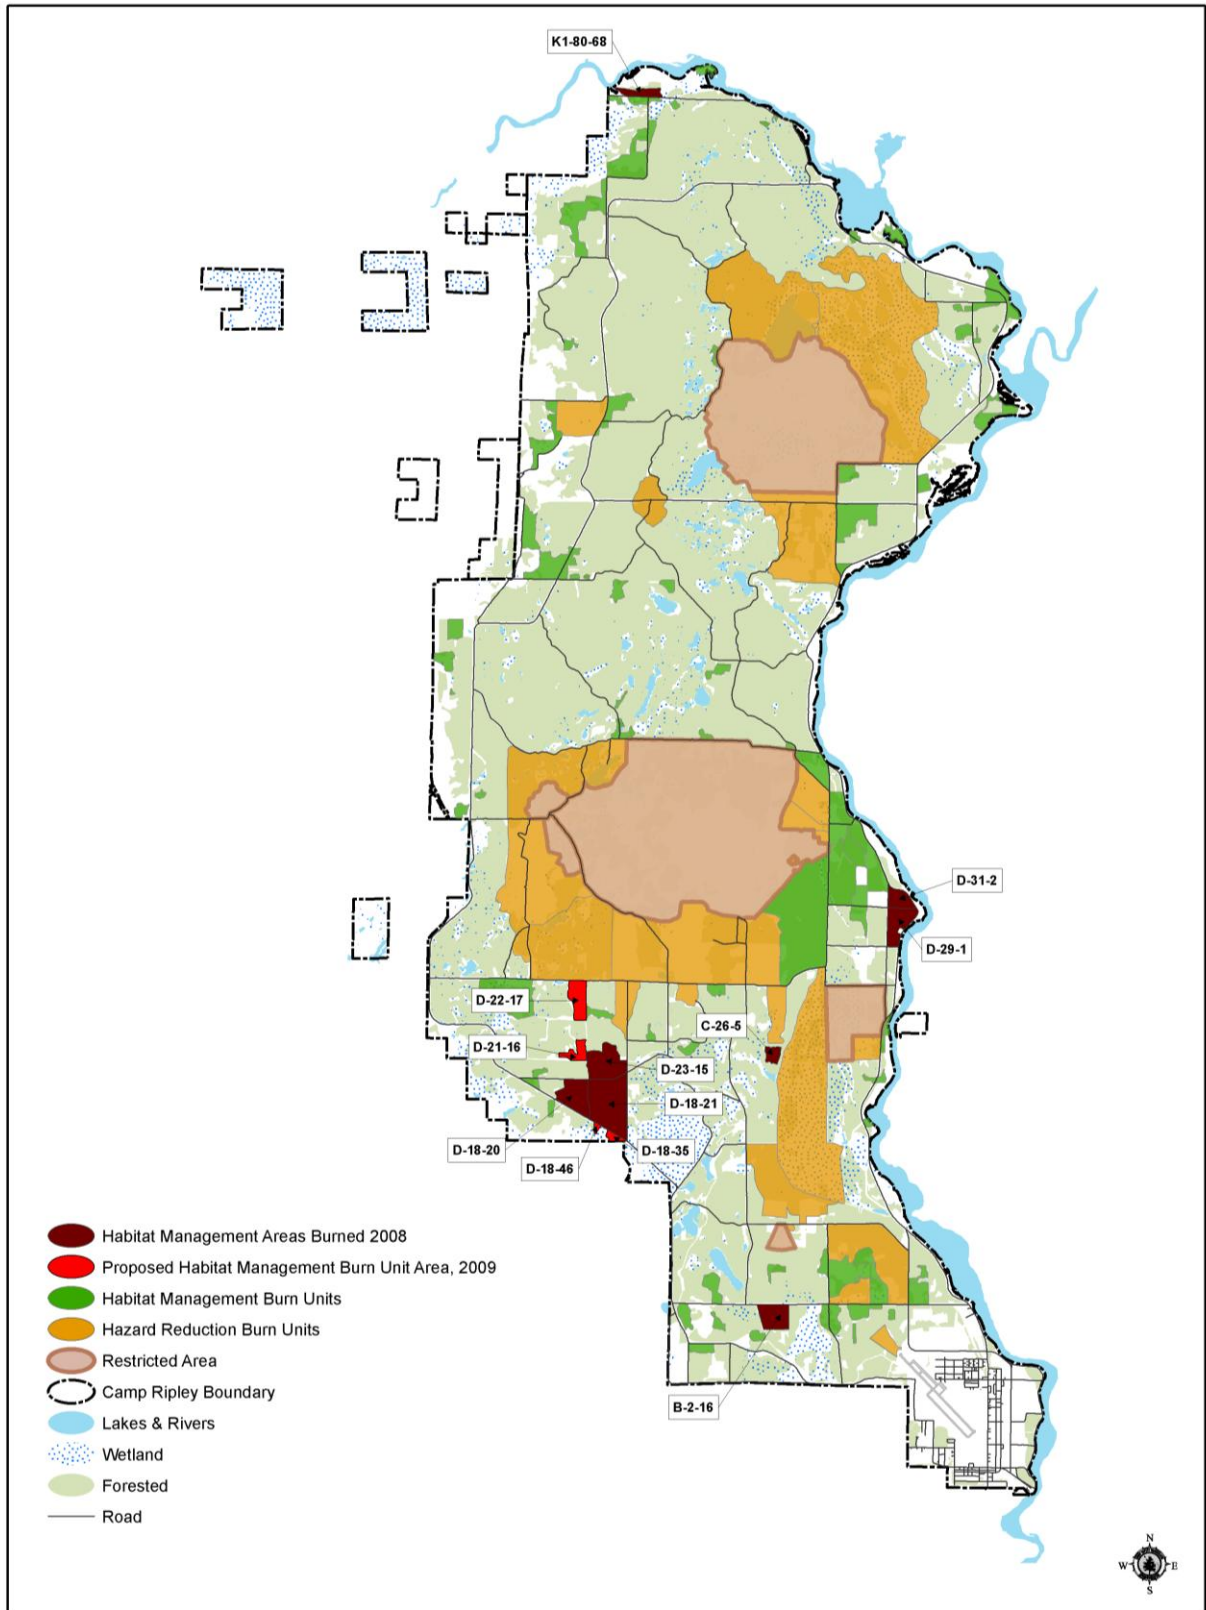 K1-80-68
D-31-2
D-29-1
D-22-17
C-26-5
D-21-16
D-23-15
D-18-21
D-18-20
D-18-35
D-18-46
Habitat Management Areas Burned 2008
Proposed Habitat Management Burn Unit Area, 2009
Habitat Management Burn Units
Hazard Reduction Burn Units
Restricted Area
Camp Ripley Boundary
Lakes & Rivers
Wetland
Forested
Road
B-2-16
N
W E
S